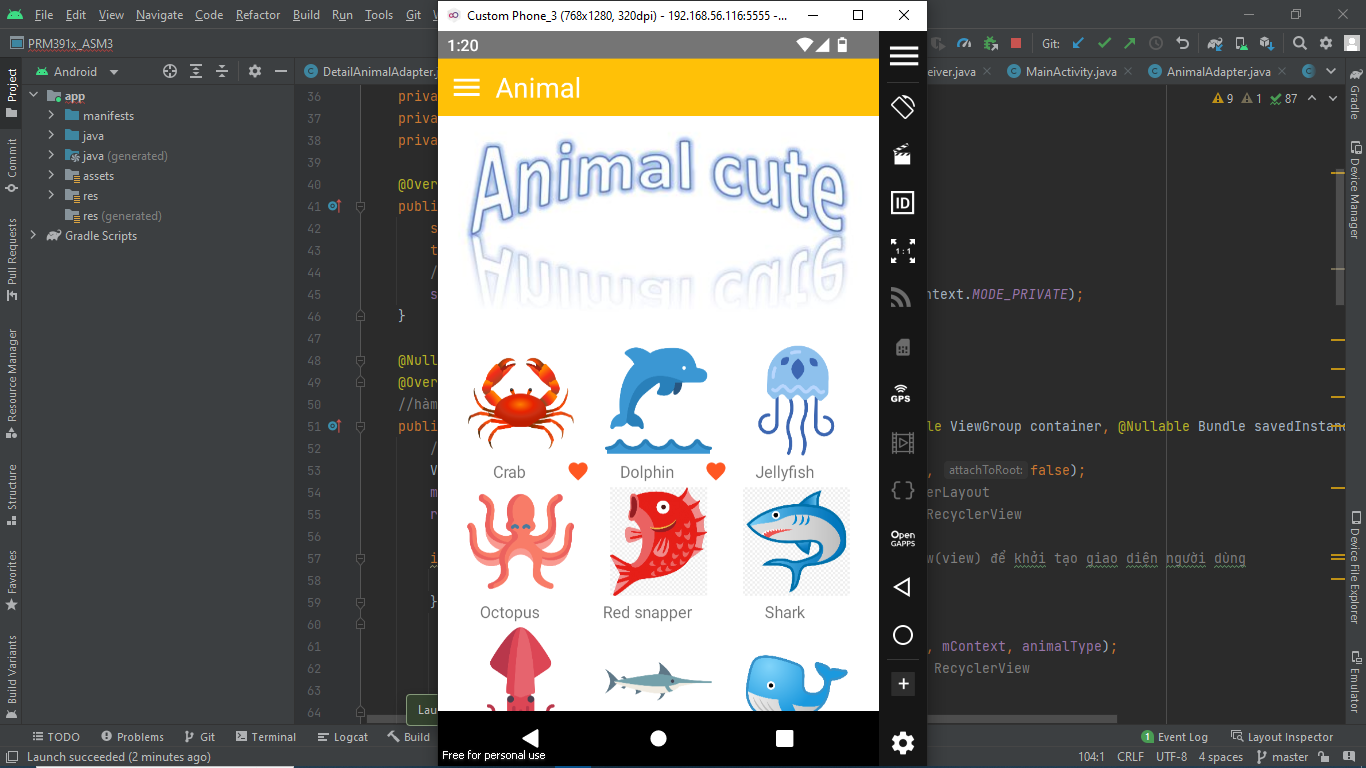 File Edit View Navigate Code Refactor Build Run Tools Git
Custom Phone_3 (768x1280, 320dpi) - 192.168.56.116:5555 -...
PRM391x_ASM3
Git:
Android
DetailAnimalAdapter.j
MainActivity.java
AnimalAdapter.java
9 1 87
Project
Commit
Pull Requests
Resource Manager
Structure
Favorites
Build Variants
app
manifests
java
java (generated)
assets
res
res (generated)
Gradle Scripts
36 priva
37 priva
38 priva
39
40 @Over
41 publi
42 s
43 t
44 /
45 s
ntext.MODE_PRIVATE);
46 }
47
48 @Null
49 @Over
50 //hàm
51 publi
le ViewGroup container, @Nullable Bundle savedInstanc
52 /
53 V
, attachToRoot: false);
54 m
erLayout
55 r
RecyclerView
56
57 i
w(view) để khởi tạo giao diện người dùng
58
59 }
60
61
, mContext, animalType);
62
RecyclerView
63
64
1:20
Animal
Animal cute
Crab
Dolphin
Jellyfish
Octopus
Red snapper
Shark
Free for personal use
ID
1:1
GPS
Open
GAPPS
Gradle
Device Manager
Device File Explorer
Emulator
Lau
TODO
Problems
Git
Terminal
Logcat
Build
1 Event Log
Layout Inspector
Launch succeeded (2 minutes ago)
104:1 CRLF UTF-8 4 spaces master